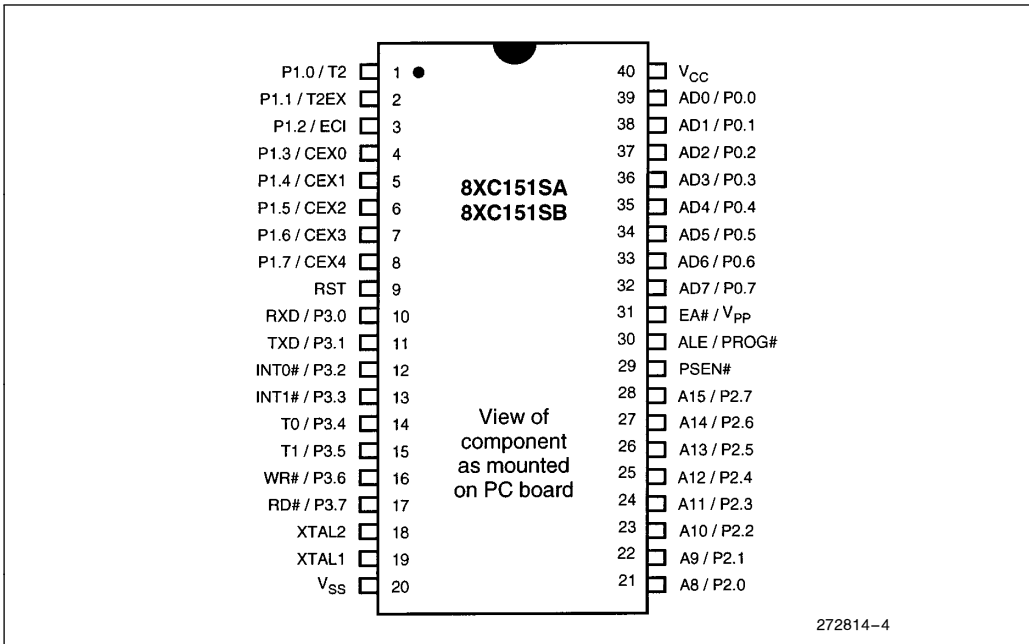 P1.0 / T2 1 40 VCC
P1.1 / T2EX 2 39 AD0 / P0.0
P1.2 / ECI 3 38 AD1 / P0.1
P1.3 / CEX0 4 37 AD2 / P0.2
P1.4 / CEX1 5 36 AD3 / P0.3
8XC151SA
P1.5 / CEX2 6 35 AD4 / P0.4
8XC151SB
P1.6 / CEX3 7 34 AD5 / P0.5
P1.7 / CEX4 8 33 AD6 / P0.6
RST 9 32 AD7 / P0.7
RXD / P3.0 10 31 EA# / VPP
TXD / P3.1 11 30 ALE / PROG#
INT0# / P3.2 12 29 PSEN#
INT1# / P3.3 13 28 A15 / P2.7
T0 / P3.4 14 View of 27 A14 / P2.6
T1 / P3.5 15 component 26 A13 / P2.5
WR# / P3.6 16 as mounted 25 A12 / P2.4
RD# / P3.7 17 on PC board 24 A11 / P2.3
XTAL2 18 23 A10 / P2.2
XTAL1 19 22 A9 / P2.1
VSS 20 21 A8 / P2.0
272814–4